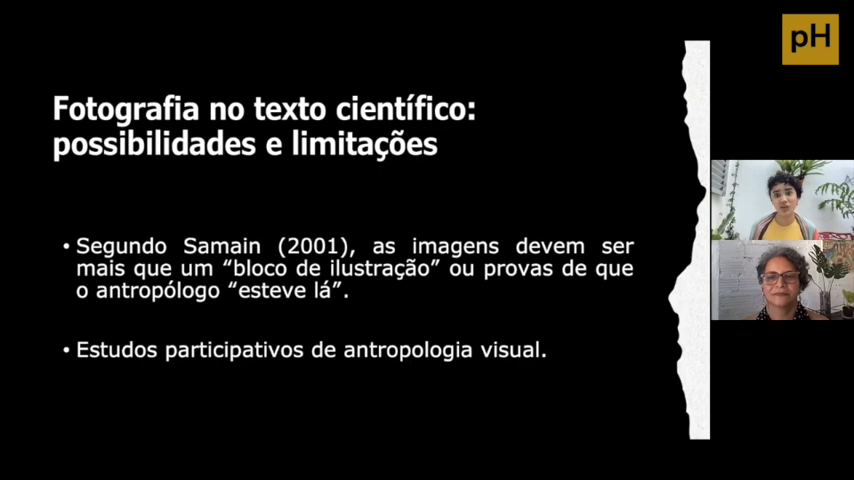 pH
Fotografia no texto científico:
possibilidades e limitações
• Segundo Samain (2001), as imagens devem ser
mais que um “bloco de ilustração” ou provas de que
o antropólogo “esteve lá”.
• Estudos participativos de antropologia visual.